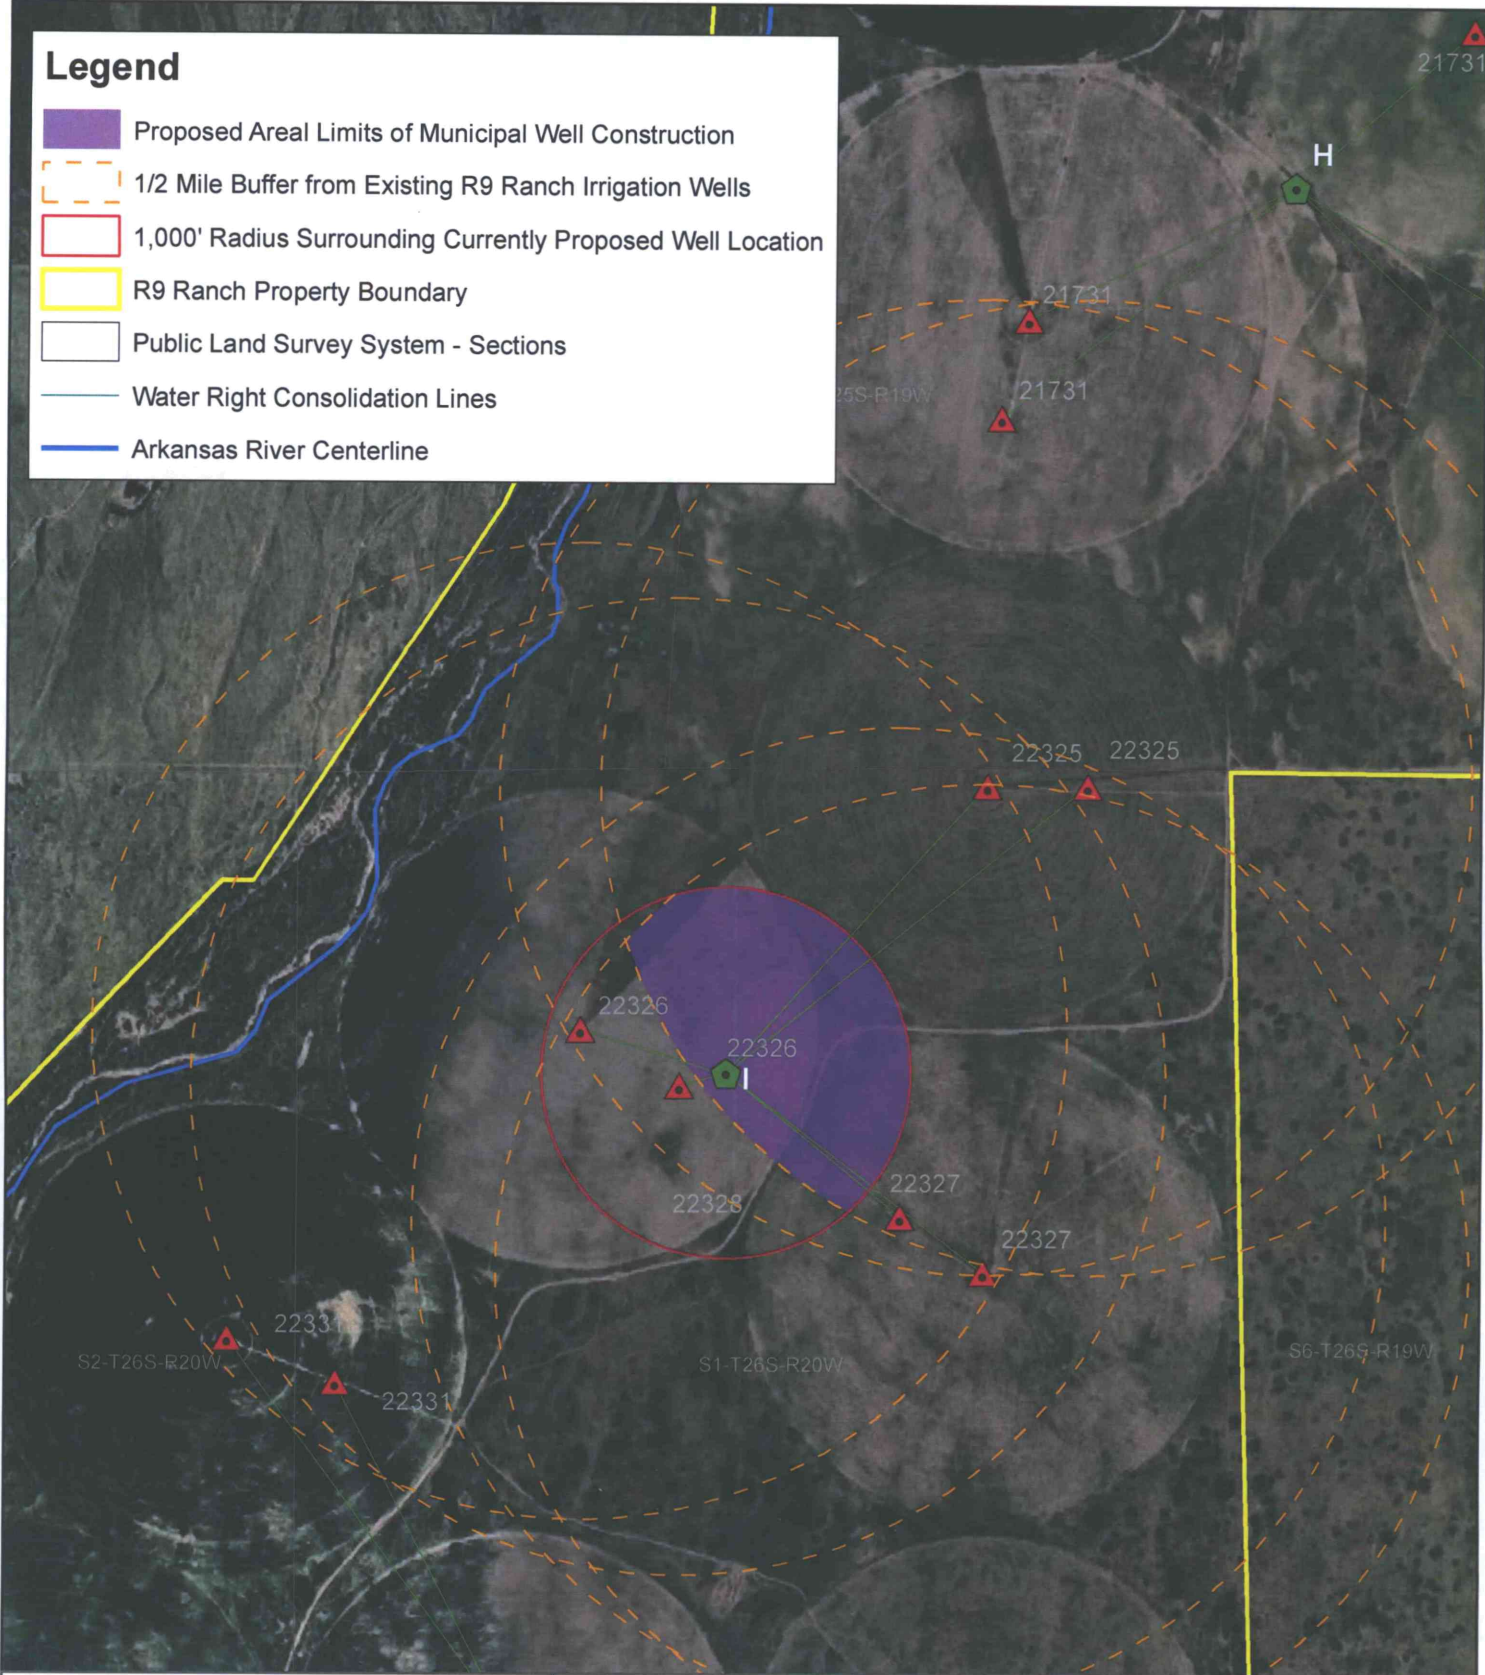 Legend
Proposed Areal Limits of Municipal Well Construction
1/2 Mile Buffer from Existing R9 Ranch Irrigation Wells
1,000' Radius Surrounding Currently Proposed Well Location
R9 Ranch Property Boundary
Public Land Survey System - Sections
Water Right Consolidation Lines
Arkansas River Centerline
21731
H
21731
25S-R19W
21731
22325
22325
22326
22326
I
22327
22328
22327
22331
S2-T26S-R20W
S1-T26S-R20W
S6-T26S-R19W
22331